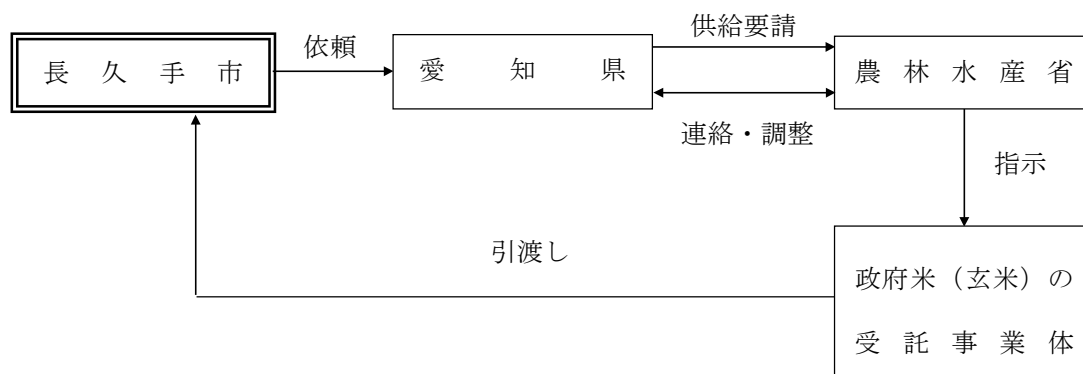 供給要請
依頼
長久手市
愛知県
農林水産省
連絡・調整
指示
引渡し
政府米(玄米)の
受託事業体